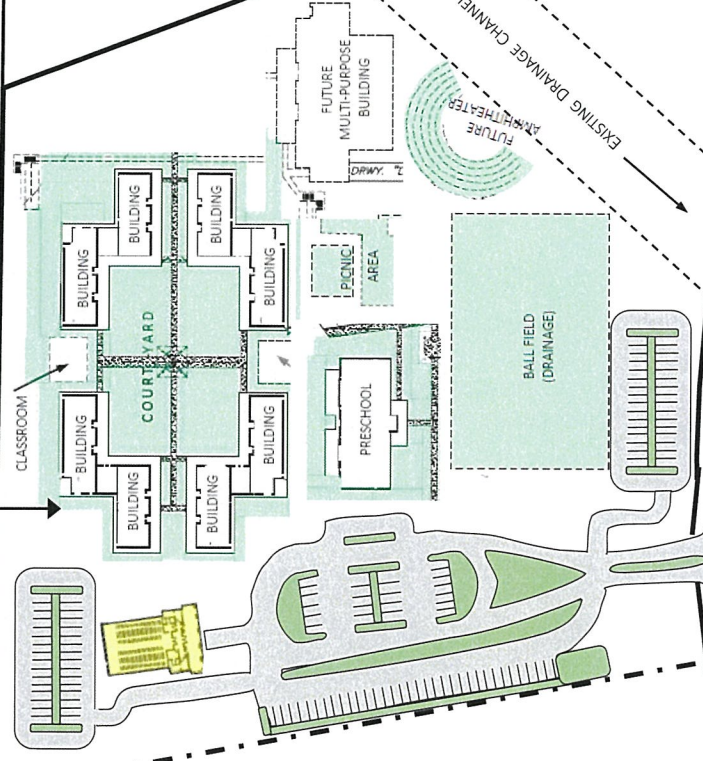 EXISTING DRAINAGE CHANNE
FUTURE
MULTI-PURPOSE
BUILDING
FUTURE
AMPHITHEATER
DRWY.
CLASSROOM
BUILDING
BUILDING
BUILDING
BUILDING
COURTYARD
PICNIC
AREA
BUILDING
BUILDING
BUILDING
BUILDING
PRESCHOOL
BALL FIELD
(DRAINAGE)